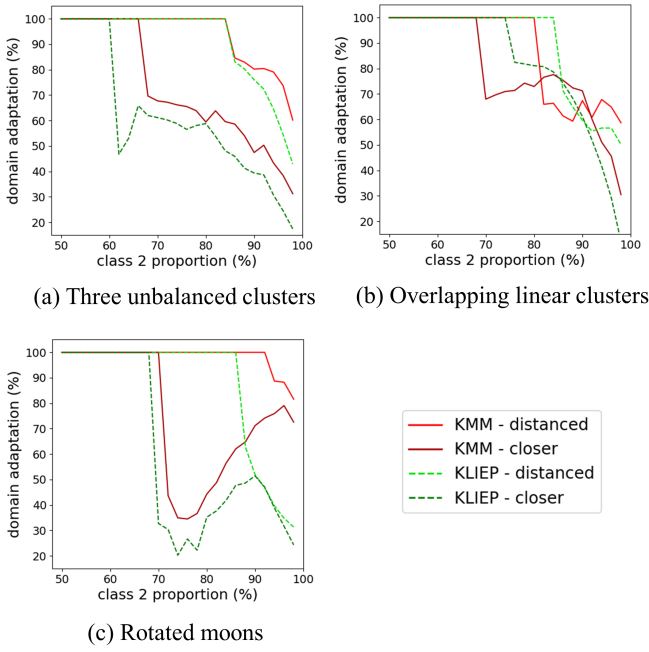 100
90
80
70
60
50
40
30
20
domain adaptation (%)
50 60 70 80 90 100
class 2 proportion (%)
(a) Three unbalanced clusters
100
90
80
70
60
50
40
30
20
domain adaptation (%)
50 60 70 80 90 100
class 2 proportion (%)
(b) Overlapping linear clusters
100
90
80
70
60
50
40
30
20
domain adaptation (%)
50 60 70 80 90 100
class 2 proportion (%)
(c) Rotated moons
KMM - distanced
KMM - closer
KLIEP - distanced
KLIEP - closer